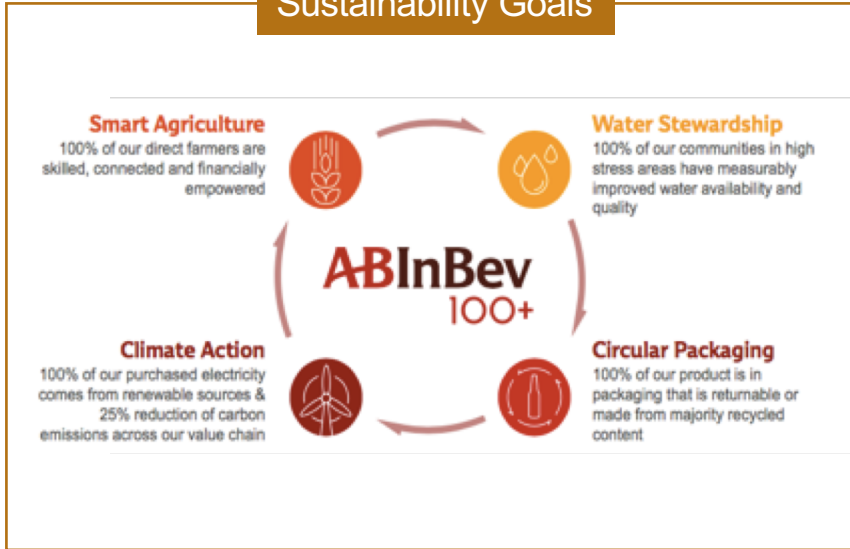 Sustainability Goals
Smart Agriculture
100% of our direct farmers are
skilled, connected and financially
empowered
Water Stewardship
100% of our communities in high
stress areas have measurably
improved water availability and
quality
ABInBev
100+
Climate Action
100% of our purchased electricity
comes from renewable sources &
25% reduction of carbon
emissions across our value chain
Circular Packaging
100% of our product is in
packaging that is returnable or
made from majority recycled
content